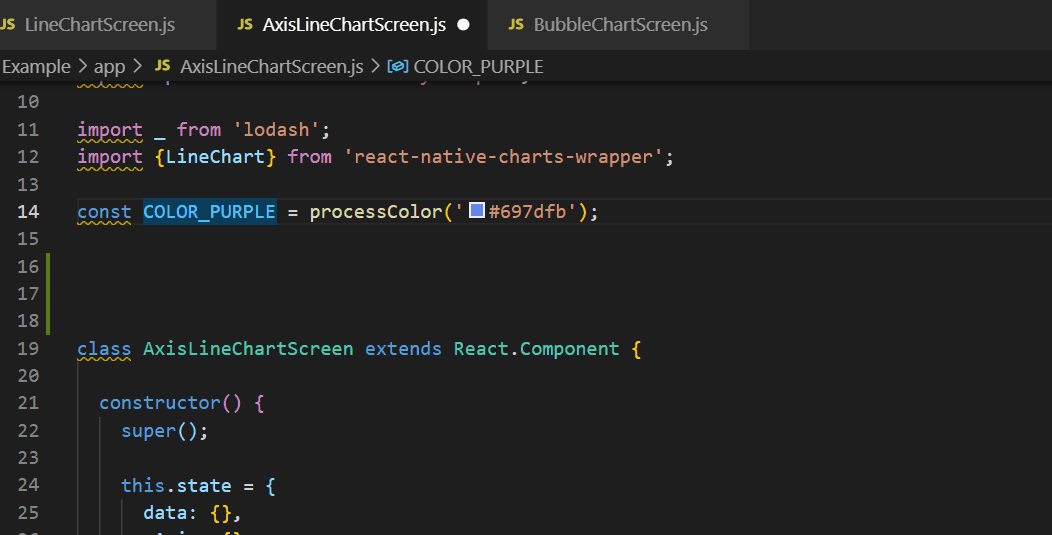 JS LineChartScreen.js JS AxisLineChartScreen.js JS BubbleChartScreen.js
Example > app > JS AxisLineChartScreen.js > COLOR_PURPLE
10
11 import _ from 'lodash';
12 import {LineChart} from 'react-native-charts-wrapper';
13
14 const COLOR_PURPLE = processColor('#697dfb');
15
16
17
18
19 class AxisLineChartScreen extends React.Component {
20
21 constructor() {
22 super();
23
24 this.state = {
25 data: {},